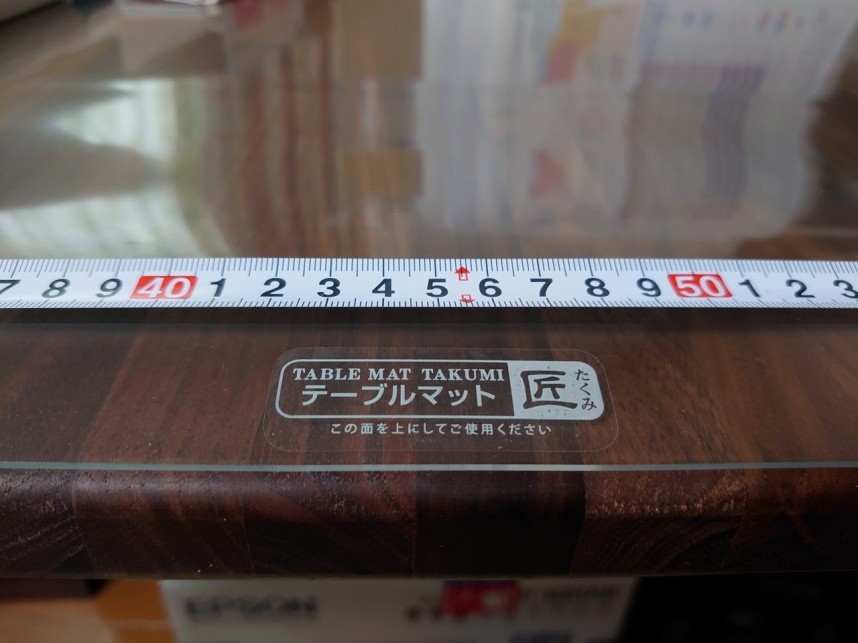 7 8 9 40 1 2 3 4 5 6 7 8 9 50 1 2 3
TABLE MAT TAKUMI
テーブルマット 匠 たくみ
この面を上にしてご使用ください
EPSON